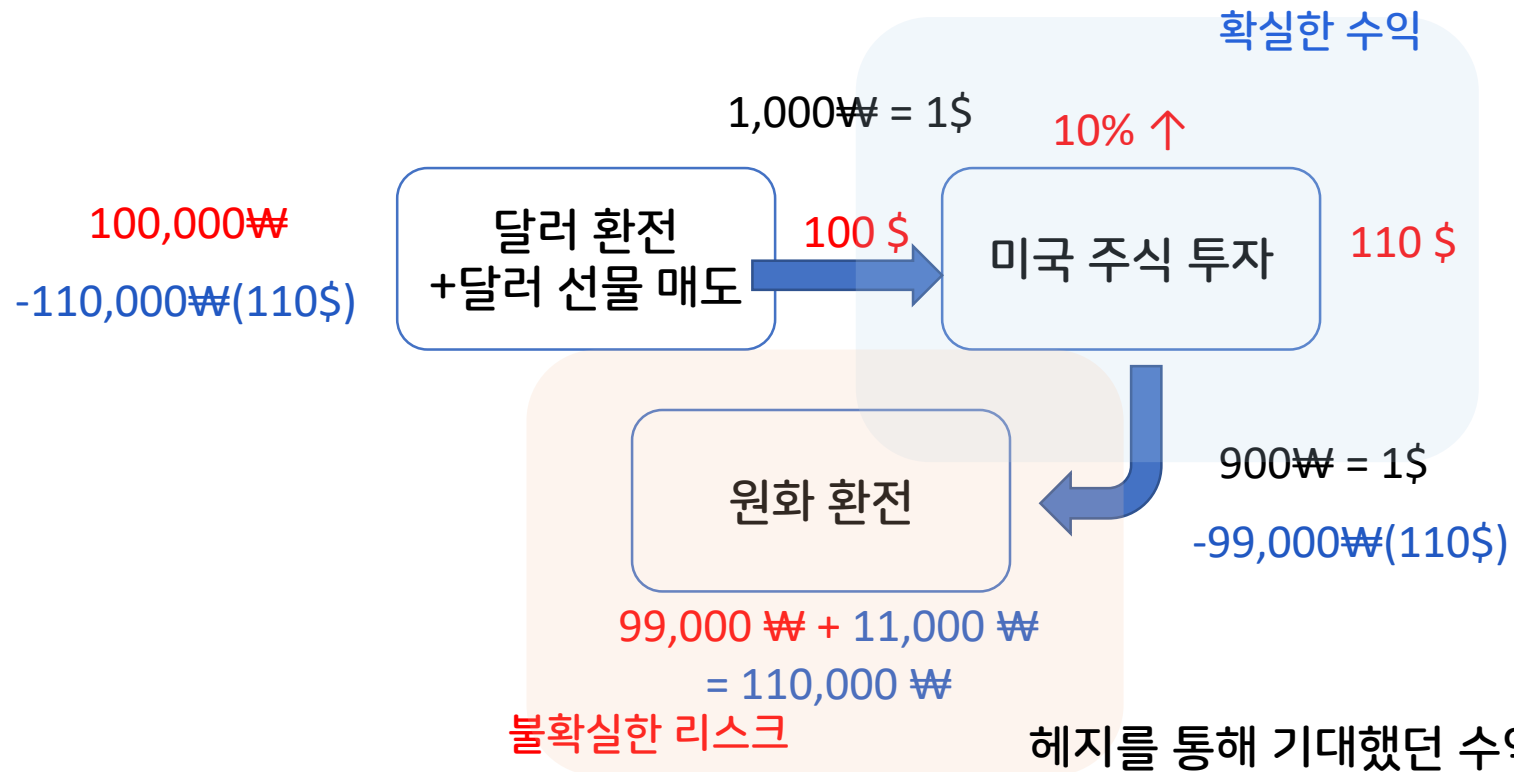 확실한 수익
1,000₩ = 1$
10% ↑
100,000₩
-110,000₩(110$)
달러 환전
+달러 선물 매도
100 $
미국 주식 투자
110 $
900₩ = 1$
-99,000₩(110$)
원화 환전
99,000 ₩ + 11,000 ₩
= 110,000 ₩
불확실한 리스크
헤지를 통해 기대했던